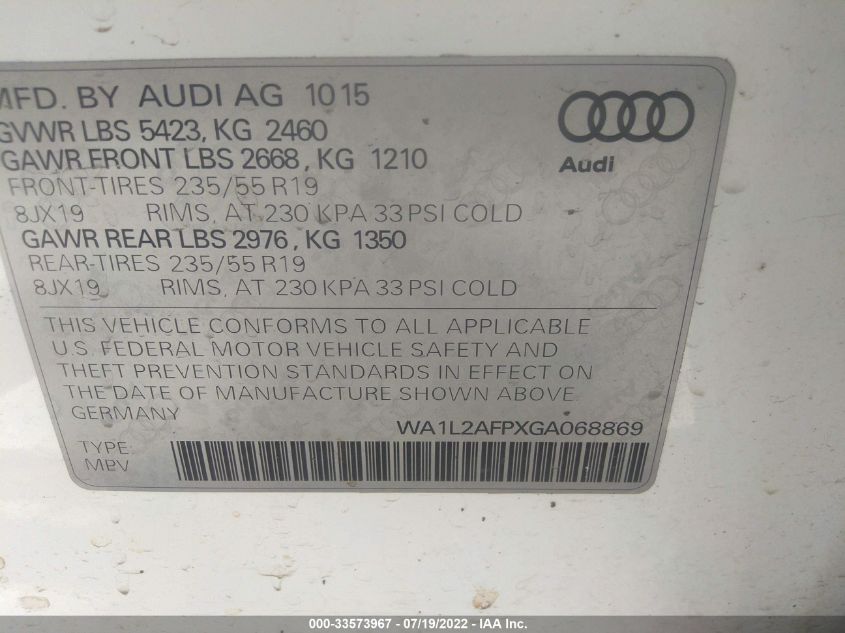 MFD. BY AUDI AG 1015
GVWR LBS 5423, KG 2460
GAWR FRONT LBS 2668, KG 1210
FRONT-TIRES 235/55 R19
8JX19 RIMS, AT 230 KPA 33 PSI COLD
GAWR REAR LBS 2976, KG 1350
REAR-TIRES 235/55 R19
8JX19 RIMS, AT 230 KPA 33 PSI COLD
Audi
THIS VEHICLE CONFORMS TO ALL APPLICABLE
U.S. FEDERAL MOTOR VEHICLE SAFETY AND
THEFT PREVENTION STANDARDS IN EFFECT ON
THE DATE OF MANUFACTURE SHOWN ABOVE
GERMANY
WA1L2AFPXGA068869
TYPE:
MPV
000-33573967 - 07/19/2022 - IAA Inc.